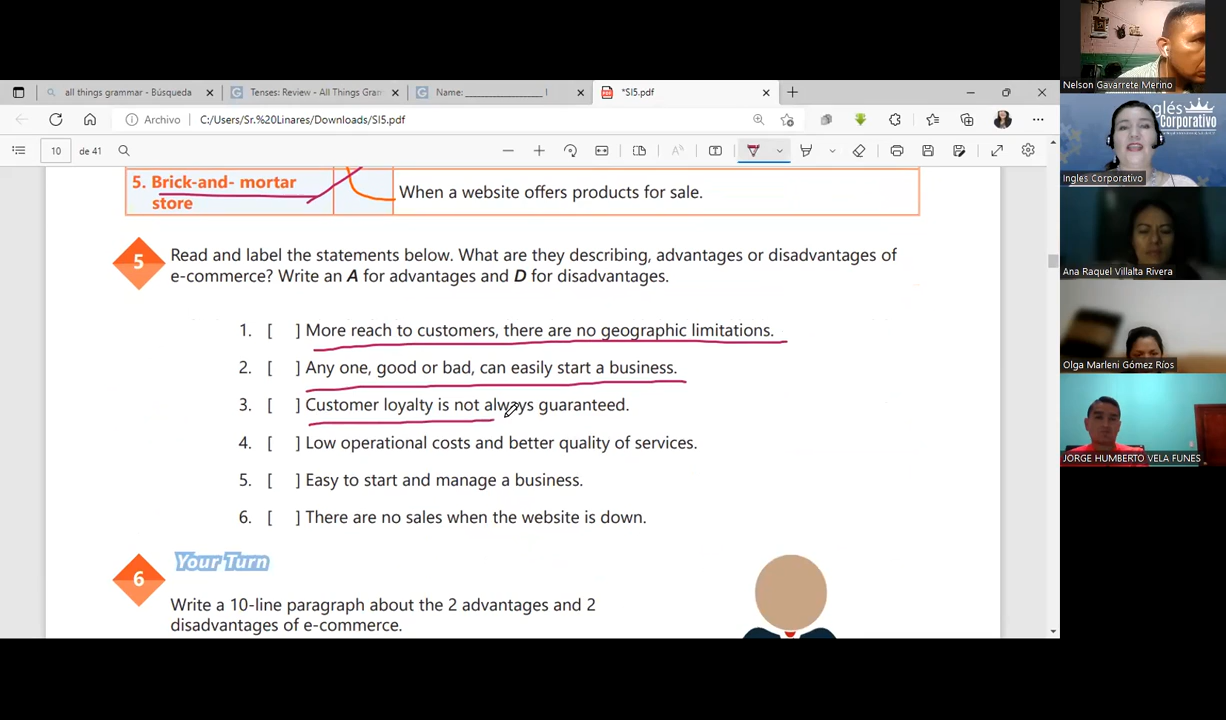 all things grammar - Búsqueda
Tenses: Review - All Things Gran
Name: __________________ |
*SI5.pdf
Archivo
C:/Users/Sr.%20Linares/Downloads/SI5.pdf
10
de 41
5. Brick-and- mortar
store
When a website offers products for sale.
5
Read and label the statements below. What are they describing, advantages or disadvantages of
e-commerce? Write an A for advantages and D for disadvantages.
1. [ ] More reach to customers, there are no geographic limitations.
2. [ ] Any one, good or bad, can easily start a business.
3. [ ] Customer loyalty is not always guaranteed.
4. [ ] Low operational costs and better quality of services.
5. [ ] Easy to start and manage a business.
6. [ ] There are no sales when the website is down.
6
Your Turn
Write a 10-line paragraph about the 2 advantages and 2
disadvantages of e-commerce.
Nelson Gavarrete Merino
glés
Corporativo
Ingles Corporativo
Ana Raquel Villalta Rivera
Olga Marleni Gómez Ríos
JORGE HUMBERTO VELA FUNES